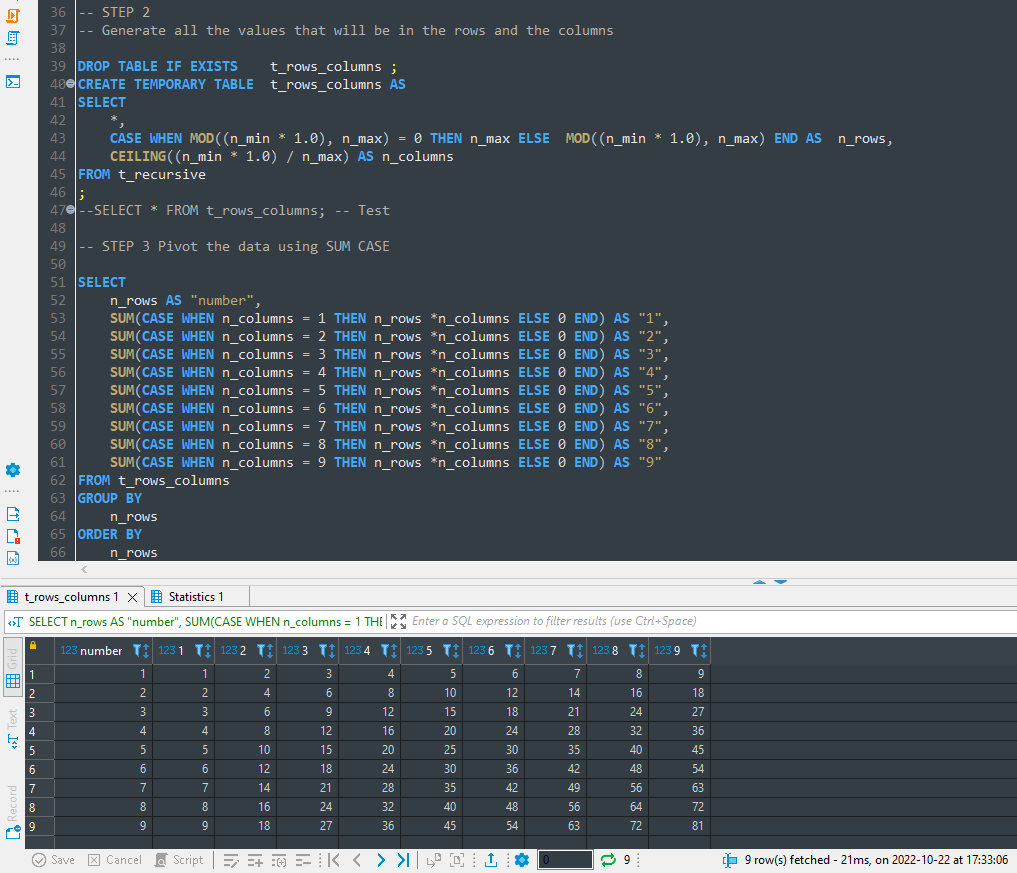 36 -- STEP 2
37 -- Generate all the values that will be in the rows and the columns
38
39 DROP TABLE IF EXISTS    t_rows_columns ;
40 CREATE TEMPORARY TABLE  t_rows_columns AS
41 SELECT
42     *,
43     CASE WHEN MOD((n_min * 1.0), n_max) = 0 THEN n_max ELSE  MOD((n_min * 1.0), n_max) END AS  n_rows,
44     CEILING((n_min * 1.0) / n_max) AS n_columns
45 FROM t_recursive
46 ;
47 --SELECT * FROM t_rows_columns; -- Test
48
49 -- STEP 3 Pivot the data using SUM CASE
50
51 SELECT
52     n_rows AS "number",
53     SUM(CASE WHEN n_columns = 1 THEN n_rows *n_columns ELSE 0 END) AS "1",
54     SUM(CASE WHEN n_columns = 2 THEN n_rows *n_columns ELSE 0 END) AS "2",
55     SUM(CASE WHEN n_columns = 3 THEN n_rows *n_columns ELSE 0 END) AS "3",
56     SUM(CASE WHEN n_columns = 4 THEN n_rows *n_columns ELSE 0 END) AS "4",
57     SUM(CASE WHEN n_columns = 5 THEN n_rows *n_columns ELSE 0 END) AS "5",
58     SUM(CASE WHEN n_columns = 6 THEN n_rows *n_columns ELSE 0 END) AS "6",
59     SUM(CASE WHEN n_columns = 7 THEN n_rows *n_columns ELSE 0 END) AS "7",
60     SUM(CASE WHEN n_columns = 8 THEN n_rows *n_columns ELSE 0 END) AS "8",
61     SUM(CASE WHEN n_columns = 9 THEN n_rows *n_columns ELSE 0 END) AS "9"
62 FROM t_rows_columns
63 GROUP BY
64     n_rows
65 ORDER BY
66     n_rows
t_rows_columns 1 Statistics 1
SELECT n_rows AS "number", SUM(CASE WHEN n_columns = 1 THE Enter a SQL expression to filter results (use Ctrl+Space)
Grid
Text
Record
123 number 123 1 123 2 123 3 123 4 123 5 123 6 123 7 123 8 123 9
1 1 1 2 3 4 5 6 7 8 9
2 2 2 4 6 8 10 12 14 16 18
3 3 3 6 9 12 15 18 21 24 27
4 4 4 8 12 16 20 24 28 32 36
5 5 5 10 15 20 25 30 35 40 45
6 6 6 12 18 24 30 36 42 48 54
7 7 7 14 21 28 35 42 49 56 63
8 8 8 16 24 32 40 48 56 64 72
9 9 9 18 27 36 45 54 63 72 81
Save Cancel Script 0 9 9 row(s) fetched - 21ms, on 2022-10-22 at 17:33:06